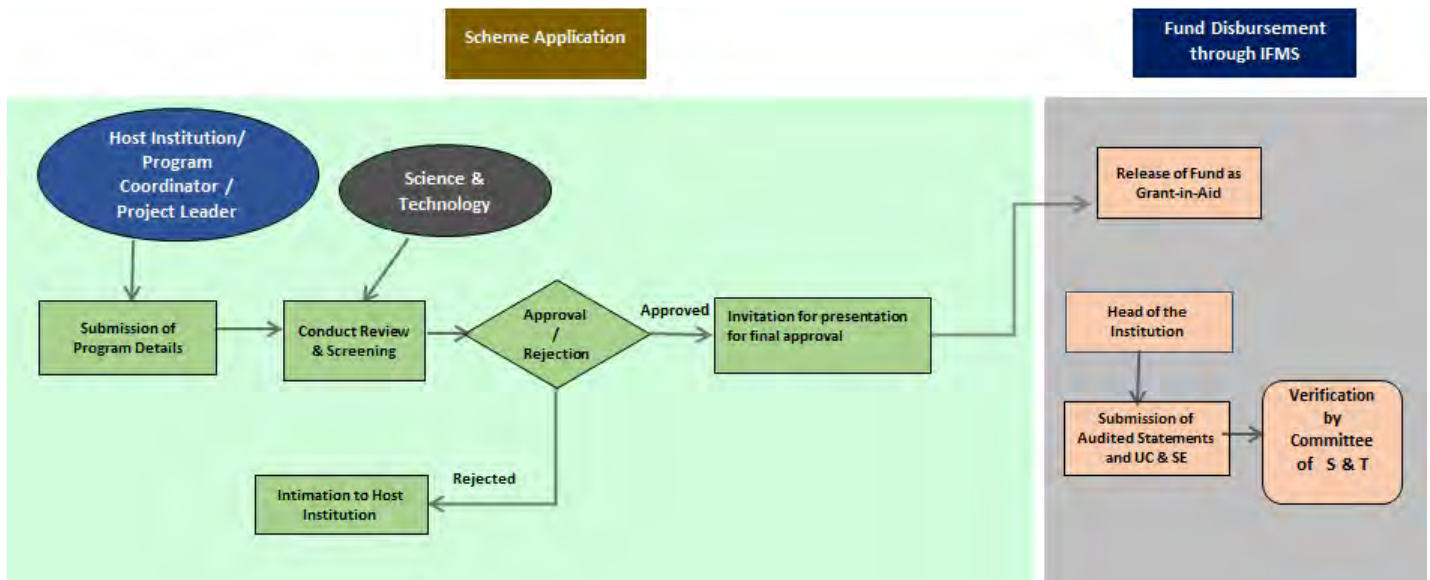 Scheme Application
Fund Disbursement
through IFMS
Host Institution/
Program
Coordinator /
Project Leader
Science &
Technology
Submission of
Program Details
Conduct Review
& Screening
Approval
/
Rejection
Approved
Invitation for presentation
for final approval
Rejected
Intimation to Host
Institution
Release of Fund as
Grant-in-Aid
Head of the
Institution
Submission of
Audited Statements
and UC & SE
Verification
by
Committee
of S & T